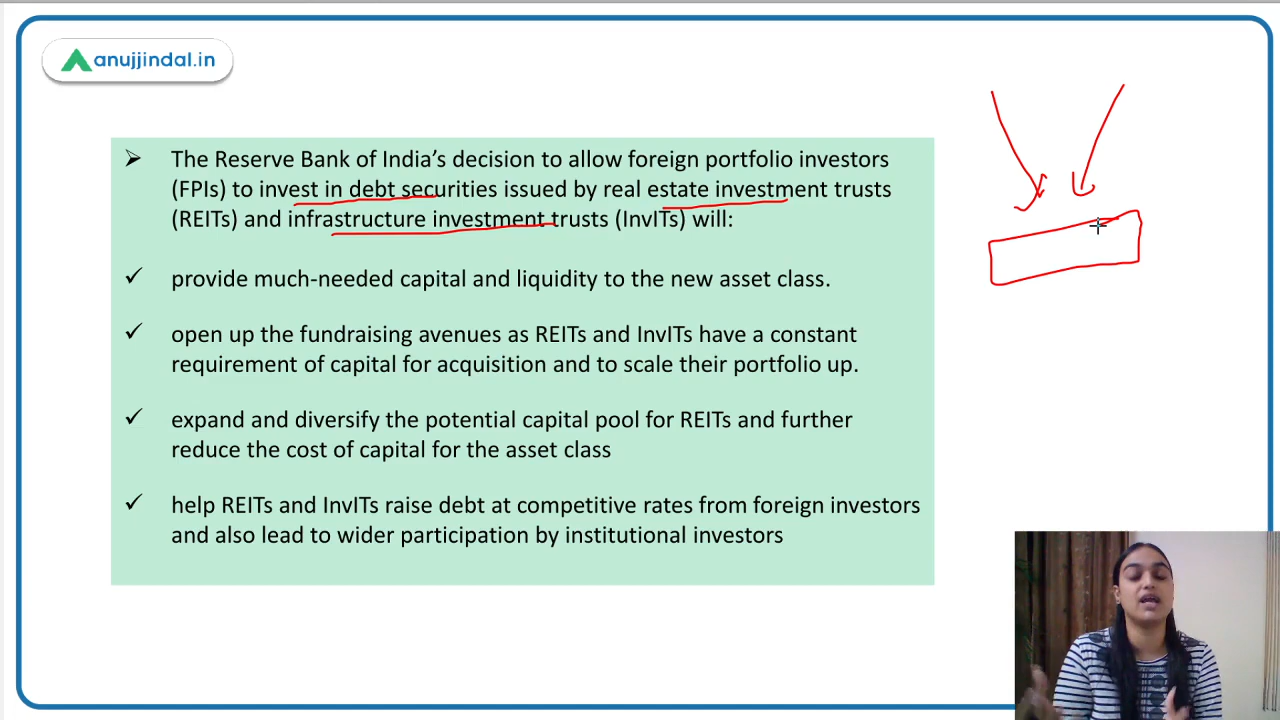 anujjindal.in
➤ The Reserve Bank of India's decision to allow foreign portfolio investors
(FPIs) to invest in debt securities issued by real estate investment trusts
(REITs) and infrastructure investment trusts (InvITs) will:
✓ provide much-needed capital and liquidity to the new asset class.
✓ open up the fundraising avenues as REITs and InvITs have a constant
requirement of capital for acquisition and to scale their portfolio up.
✓ expand and diversify the potential capital pool for REITs and further
reduce the cost of capital for the asset class
✓ help REITs and InvITs raise debt at competitive rates from foreign investors
and also lead to wider participation by institutional investors